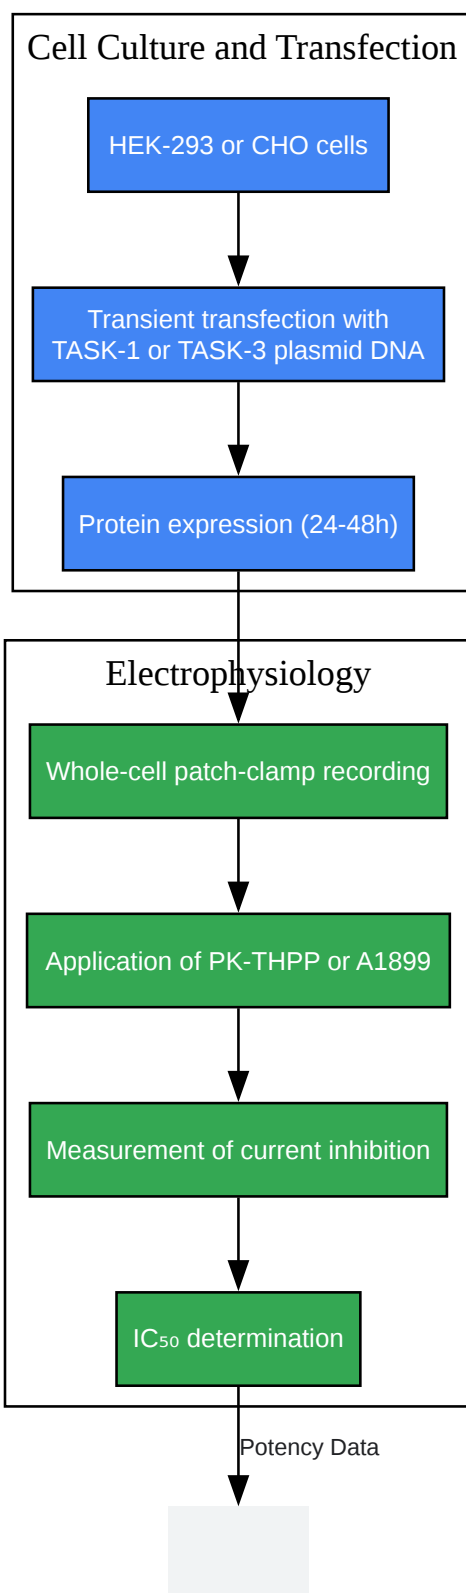 Cell Culture and Transfection
HEK-293 or CHO cells
Transient transfection with
TASK-1 or TASK-3 plasmid DNA
Protein expression (24-48h)
Electrophysiology
Whole-cell patch-clamp recording
Application of PK-THPP or A1899
Measurement of current inhibition
IC₅₀ determination
Potency Data